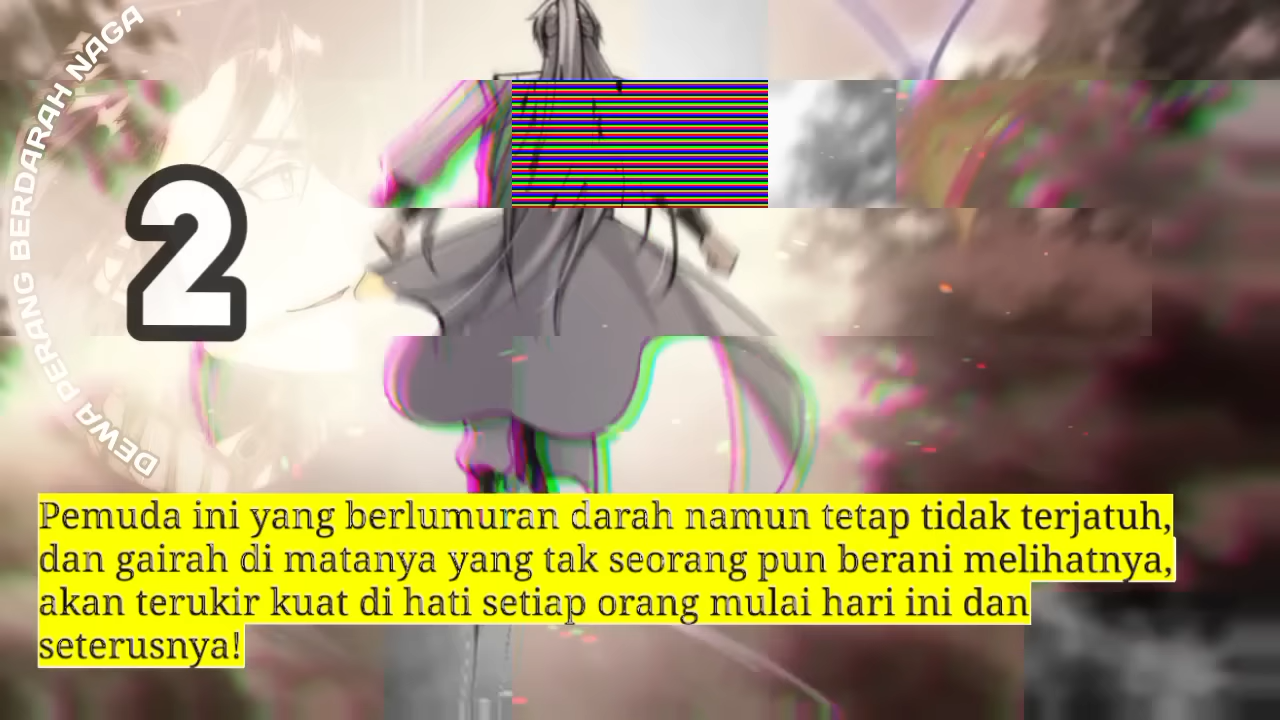 DEWA PERANG BERDARAH NAGA
2
Pemuda ini yang berlumuran darah namun tetap tidak terjatuh,
dan gairah di matanya yang tak seorang pun berani melihatnya,
akan terukir kuat di hati setiap orang mulai hari ini dan
seterusnya!